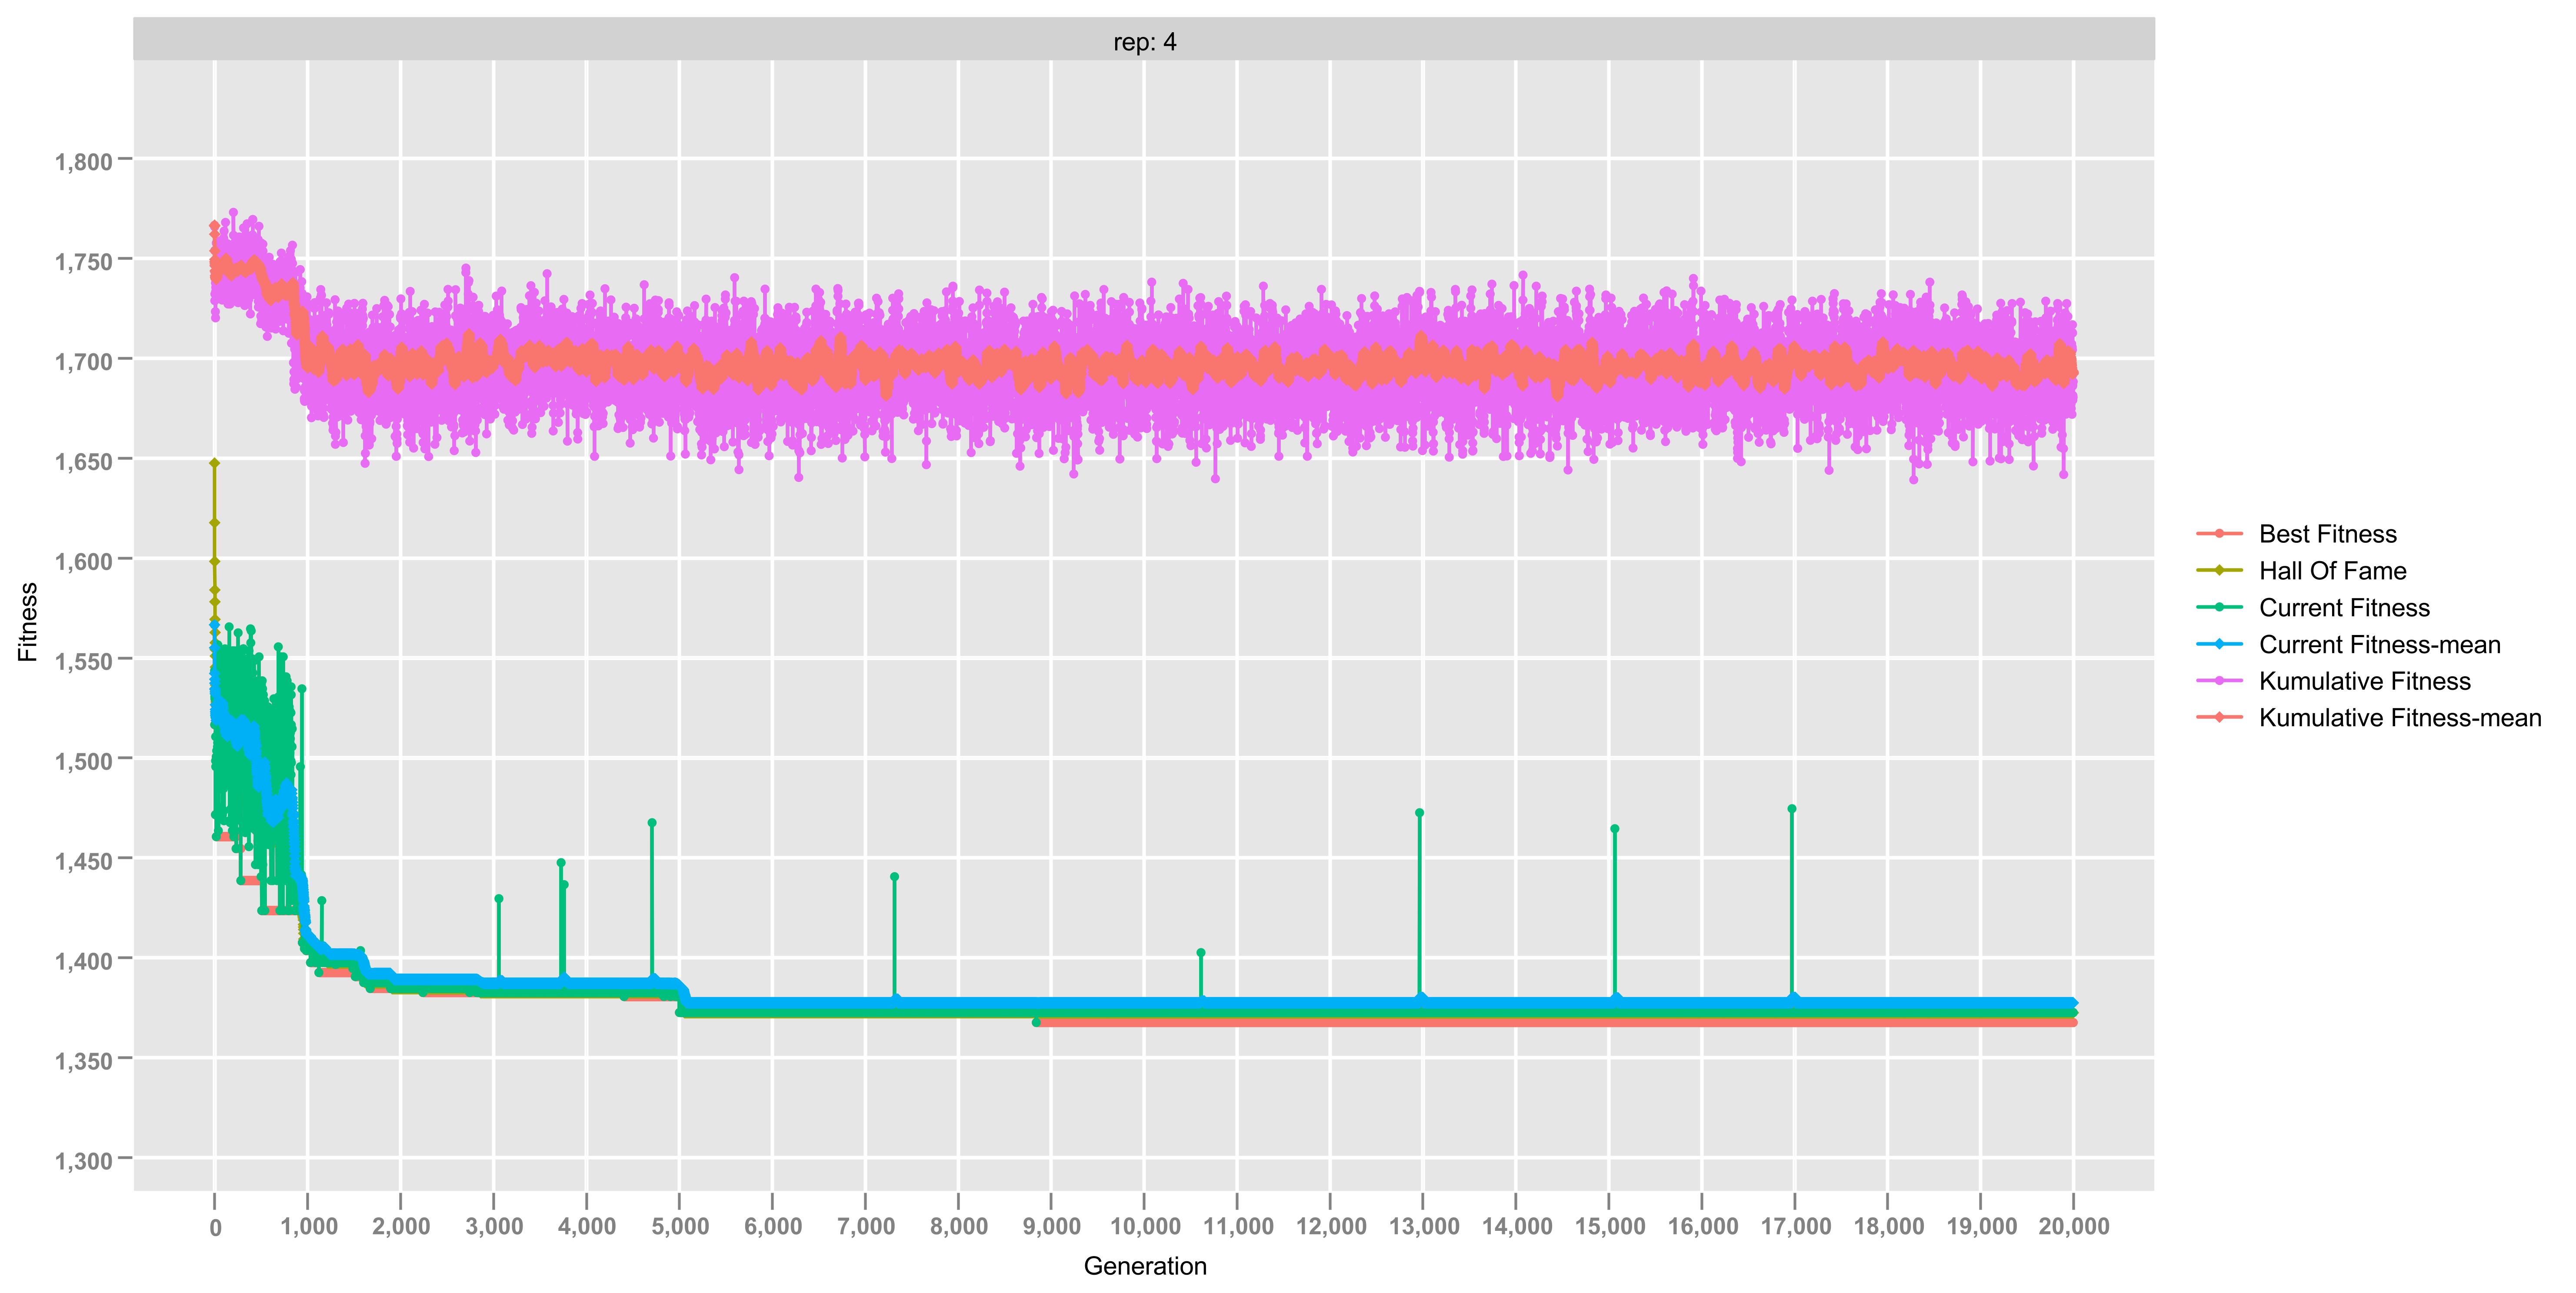 rep: 4
1,800
1,750
1,700
1,650
1,600
1,550
1,500
1,450
1,400
1,350
1,300
Fitness
0 1,000 2,000 3,000 4,000 5,000 6,000 7,000 8,000 9,000 10,000 11,000 12,000 13,000 14,000 15,000 16,000 17,000 18,000 19,000 20,000
Generation
Best Fitness
Hall Of Fame
Current Fitness
Current Fitness-mean
Kumulative Fitness
Kumulative Fitness-mean